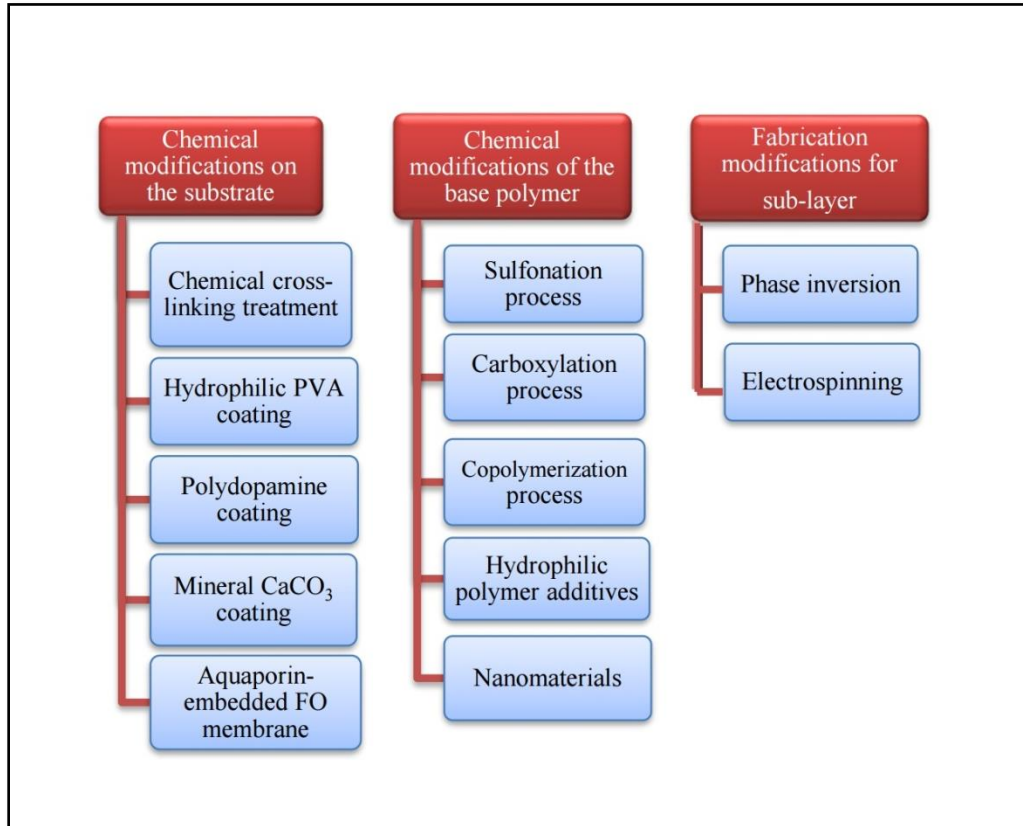 Chemical
modifications on
the substrate
Chemical cross-
linking treatment
Hydrophilic PVA
coating
Polydopamine
coating
Mineral CaCO₃
coating
Aquaporin-
embedded FO
membrane
Chemical
modifications of the
base polymer
Sulfonation
process
Carboxylation
process
Copolymerization
process
Hydrophilic
polymer additives
Nanomaterials
Fabrication
modifications for
sub-layer
Phase inversion
Electrospinning